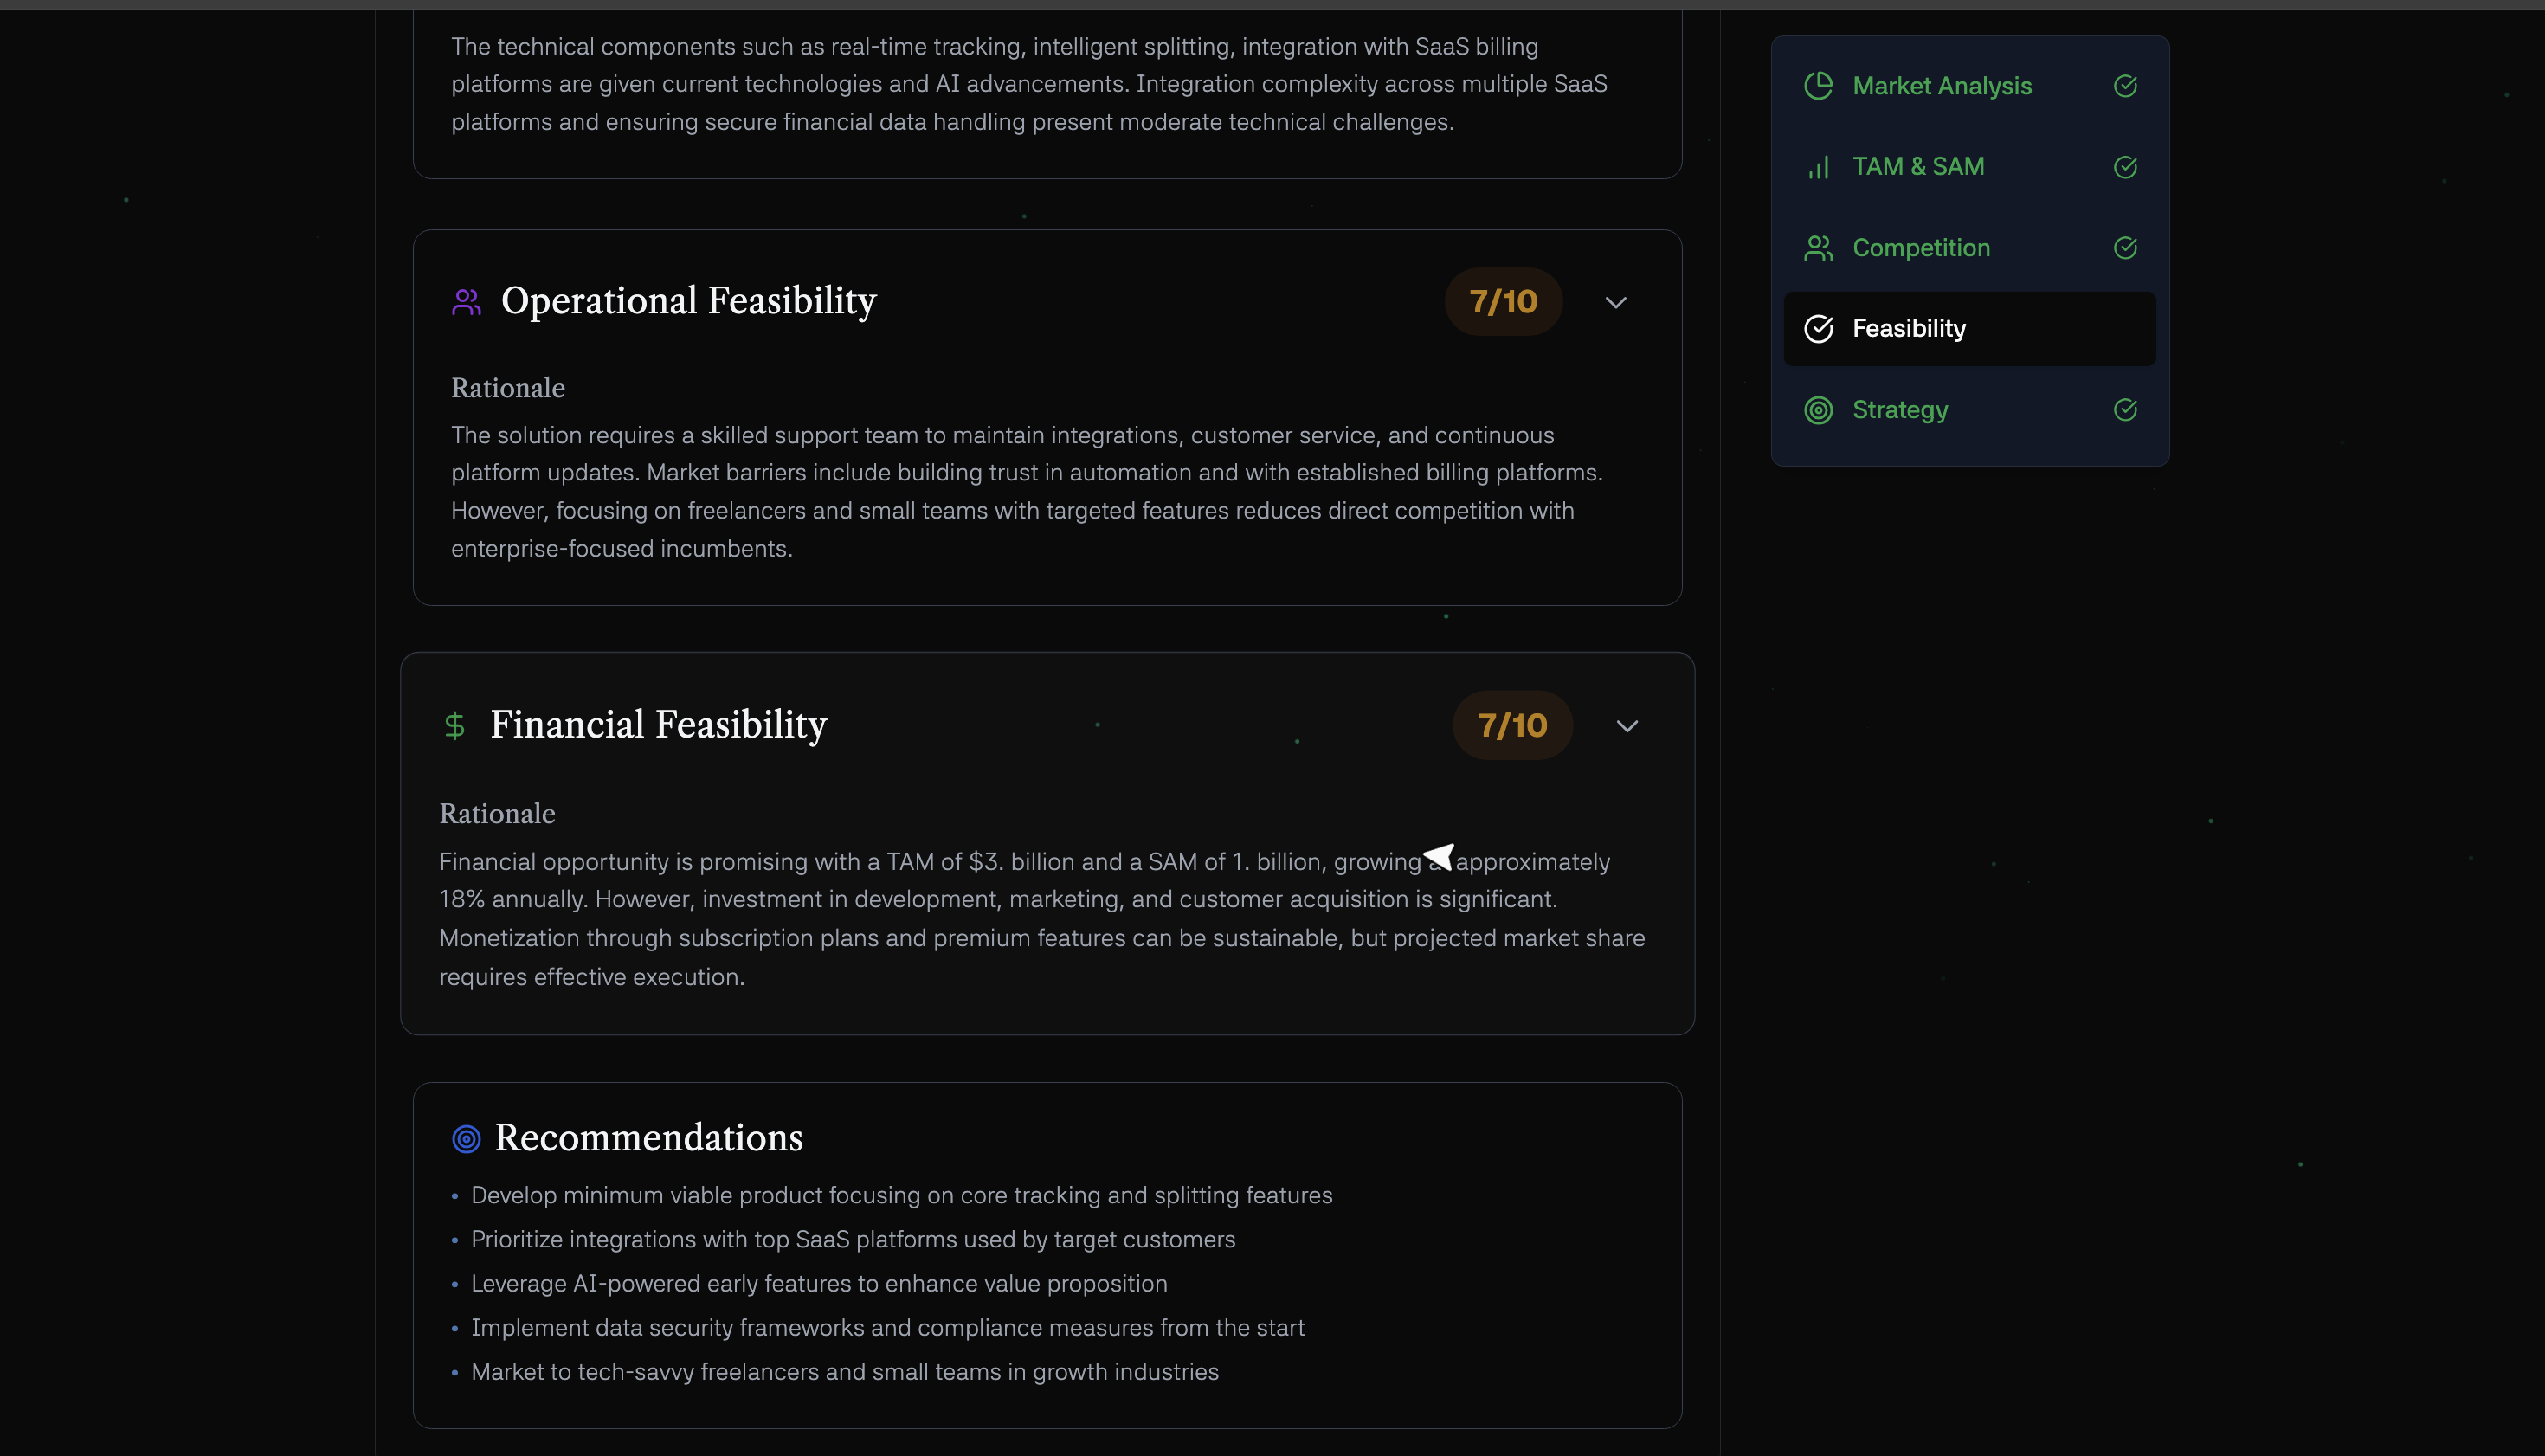 The technical components such as real-time tracking, intelligent splitting, integration with SaaS billing
platforms are given current technologies and AI advancements. Integration complexity across multiple SaaS
platforms and ensuring secure financial data handling present moderate technical challenges.
Operational Feasibility
7/10
Rationale
The solution requires a skilled support team to maintain integrations, customer service, and continuous
platform updates. Market barriers include building trust in automation and with established billing platforms.
However, focusing on freelancers and small teams with targeted features reduces direct competition with
enterprise-focused incumbents.
Financial Feasibility
7/10
Rationale
Financial opportunity is promising with a TAM of $3. billion and a SAM of 1. billion, growing approximately
18% annually. However, investment in development, marketing, and customer acquisition is significant.
Monetization through subscription plans and premium features can be sustainable, but projected market share
requires effective execution.
Recommendations
• Develop minimum viable product focusing on core tracking and splitting features
• Prioritize integrations with top SaaS platforms used by target customers
• Leverage AI-powered early features to enhance value proposition
• Implement data security frameworks and compliance measures from the start
• Market to tech-savvy freelancers and small teams in growth industries
Market Analysis
TAM & SAM
Competition
Feasibility
Strategy